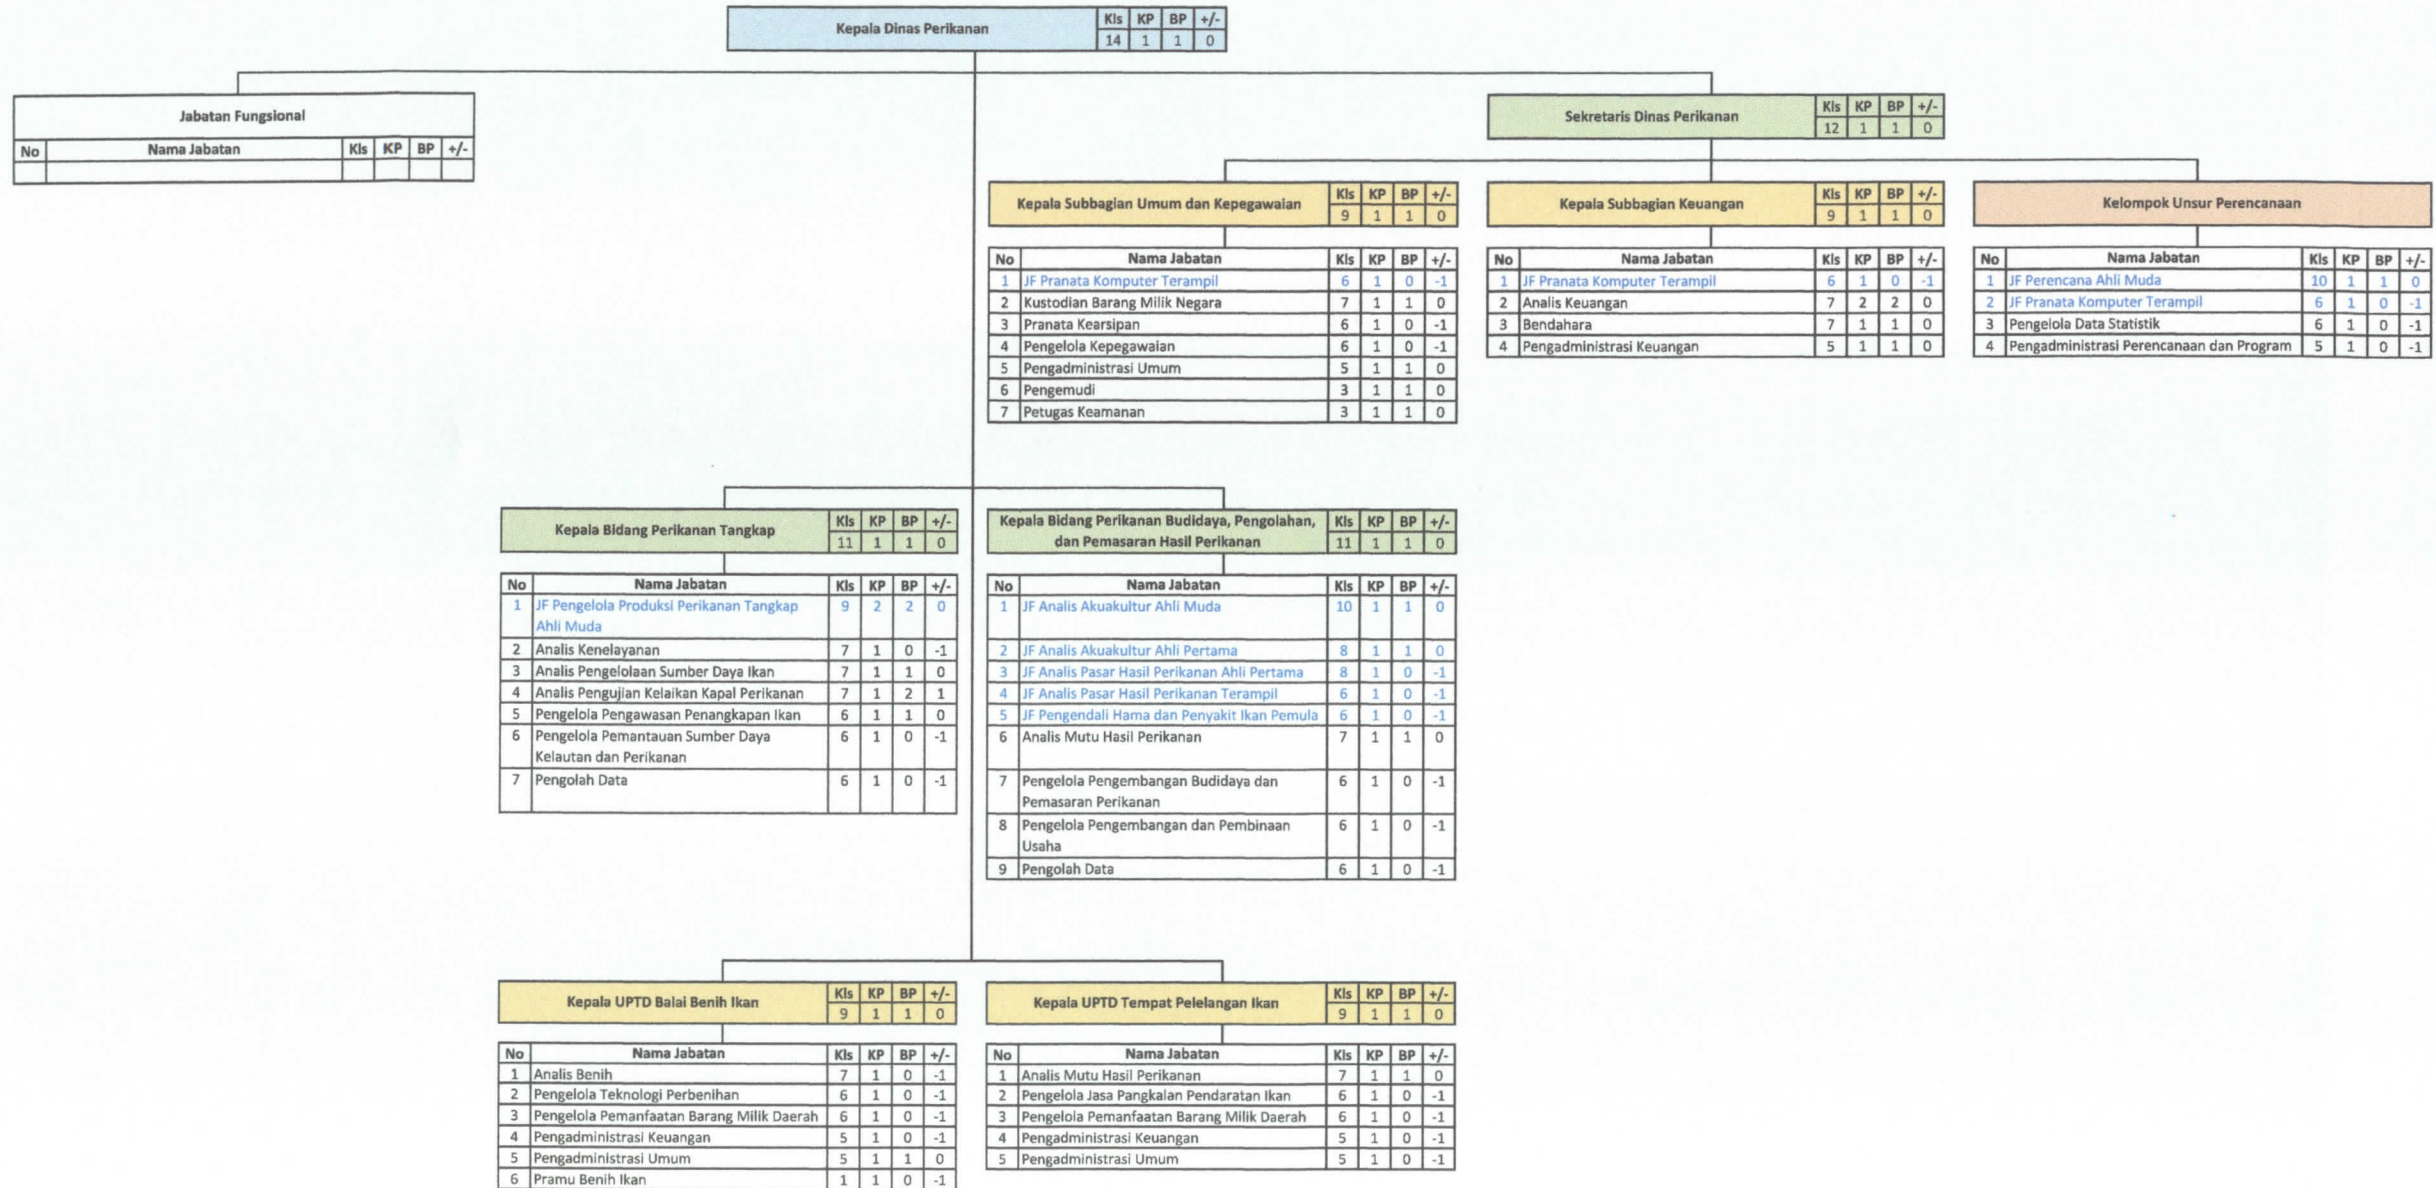 Kepala Dinas Perikanan Kls KP BP +/-
14 1 1 0
Jabatan Fungsional
No Nama Jabatan Kls KP BP +/-
Sekretaris Dinas Perikanan Kls KP BP +/-
12 1 1 0
Kepala Subbagian Umum dan Kepegawaian Kls KP BP +/-
9 1 1 0
No Nama Jabatan Kls KP BP +/-
1 JF Pranata Komputer Terampil 6 1 0 -1
2 Kustodian Barang Milik Negara 7 1 1 0
3 Pranata Kearsipan 6 1 0 -1
4 Pengelola Kepegawaian 6 1 0 -1
5 Pengadministrasi Umum 5 1 1 0
6 Pengemudi 3 1 1 0
7 Petugas Keamanan 3 1 1 0
Kepala Subbagian Keuangan Kls KP BP +/-
9 1 1 0
No Nama Jabatan Kls KP BP +/-
1 JF Pranata Komputer Terampil 6 1 0 -1
2 Analis Keuangan 7 2 2 0
3 Bendahara 7 1 1 0
4 Pengadministrasi Keuangan 5 1 1 0
Kelompok Unsur Perencanaan
No Nama Jabatan Kls KP BP +/-
1 JF Perencana Ahli Muda 10 1 1 0
2 JF Pranata Komputer Terampil 6 1 0 -1
3 Pengelola Data Statistik 6 1 0 -1
4 Pengadministrasi Perencanaan dan Program 5 1 0 -1
Kepala Bidang Perikanan Tangkap Kls KP BP +/-
11 1 1 0
No Nama Jabatan Kls KP BP +/-
1 JF Pengelola Produksi Perikanan Tangkap 9 2 2 0
Ahli Muda
2 Analis Kenelayanan 7 1 0 -1
3 Analis Pengelolaan Sumber Daya Ikan 7 1 1 0
4 Analis Pengujian Kelaikan Kapal Perikanan 7 1 2 1
5 Pengelola Pengawasan Penangkapan Ikan 6 1 1 0
6 Pengelola Pemantauan Sumber Daya 6 1 0 -1
Kelautan dan Perikanan
7 Pengolah Data 6 1 0 -1
Kepala Bidang Perikanan Budidaya, Pengolahan, Kls KP BP +/-
dan Pemasaran Hasil Perikanan 11 1 1 0
No Nama Jabatan Kls KP BP +/-
1 JF Analis Akuakultur Ahli Muda 10 1 1 0
2 JF Analis Akuakultur Ahli Pertama 8 1 1 0
3 JF Analis Pasar Hasil Perikanan Ahli Pertama 8 1 0 -1
4 JF Analis Pasar Hasil Perikanan Terampil 6 1 0 -1
5 JF Pengendali Hama dan Penyakit Ikan Pemula 6 1 0 -1
6 Analis Mutu Hasil Perikanan 7 1 1 0
7 Pengelola Pengembangan Budidaya dan 6 1 0 -1
Pemasaran Perikanan
8 Pengelola Pengembangan dan Pembinaan 6 1 0 -1
Usaha
9 Pengolah Data 6 1 0 -1
Kepala UPTD Balai Benih Ikan Kls KP BP +/-
9 1 1 0
No Nama Jabatan Kls KP BP +/-
1 Analis Benih 7 1 0 -1
2 Pengelola Teknologi Perbenihan 6 1 0 -1
3 Pengelola Pemanfaatan Barang Milik Daerah 6 1 0 -1
4 Pengadministrasi Keuangan 5 1 0 -1
5 Pengadministrasi Umum 5 1 1 0
6 Pramu Benih Ikan 1 1 0 -1
Kepala UPTD Tempat Pelelangan Ikan Kls KP BP +/-
9 1 1 0
No Nama Jabatan Kls KP BP +/-
1 Analis Mutu Hasil Perikanan 7 1 1 0
2 Pengelola Jasa Pangkalan Pendaratan Ikan 6 1 0 -1
3 Pengelola Pemanfaatan Barang Milik Daerah 6 1 0 -1
4 Pengadministrasi Keuangan 5 1 0 -1
5 Pengadministrasi Umum 5 1 0 -1